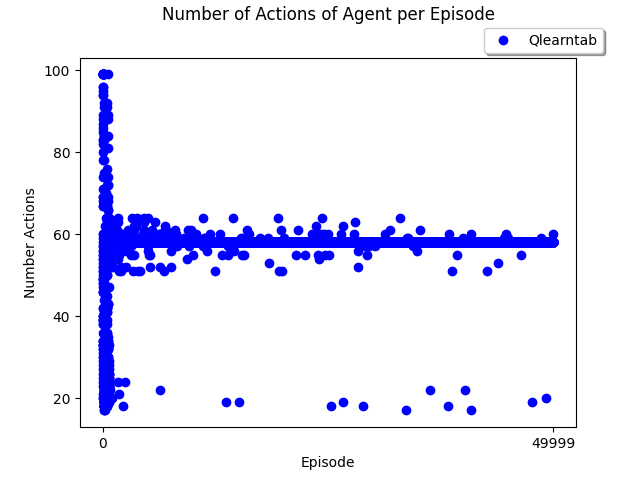 Number of Actions of Agent per Episode
Qlearntab
100
80
60
40
20
Number Actions
0
49999
Episode